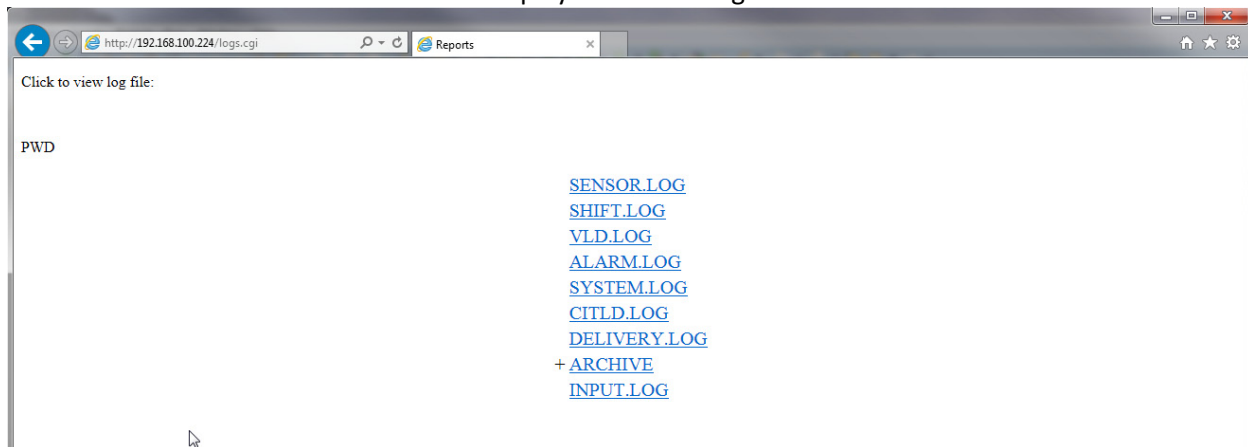 http://192.168.100.224/logs.cgi
Reports
Click to view log file:
PWD
SENSOR.LOG
SHIFT.LOG
VLD.LOG
ALARM.LOG
SYSTEM.LOG
CITLD.LOG
DELIVERY.LOG
+ ARCHIVE
INPUT.LOG